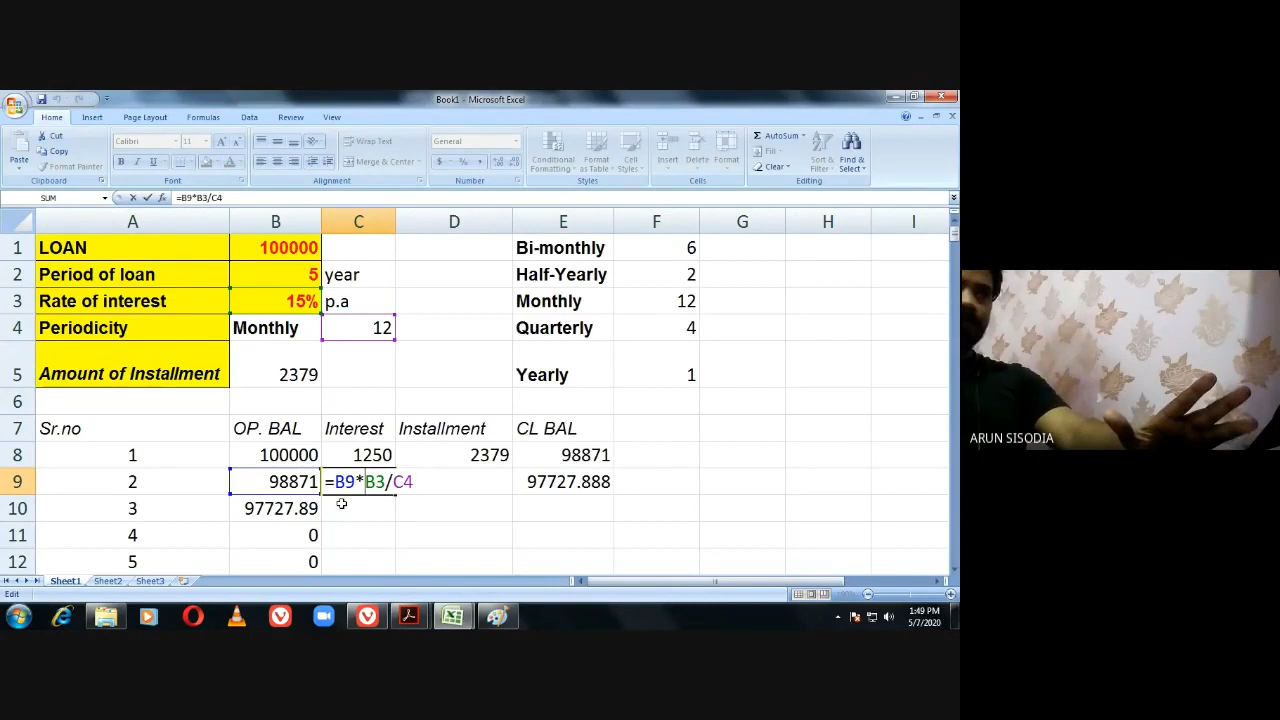 Book1 - Microsoft Excel
Home Insert Page Layout Formulas Data Review View
Cut
Copy
Format Painter
Paste
Clipboard
Calibri 11
Font
Wrap Text
Merge & Center
Alignment
General
Number
Conditional Formatting
Format as Table
Cell Styles
Styles
Insert Delete Format
Cells
AutoSum
Fill
Clear
Sort & Filter
Find & Select
Editing
SUM =B9*B3/C4
A B C D E F G H I
1 LOAN 100000 Bi-monthly 6
2 Period of loan 5 year Half-Yearly 2
3 Rate of interest 15% p.a Monthly 12
4 Periodicity Monthly 12 Quarterly 4
5 Amount of Installment 2379 Yearly 1
6
7 Sr.no OP. BAL Interest Installment CL BAL
8 1 100000 1250 2379 98871
9 2 98871 =B9*B3/C4 97727.888
10 3 97727.89
11 4 0
12 5 0
Sheet1 Sheet2 Sheet3
Edit
1:49 PM
5/7/2020
ARUN SISODIA